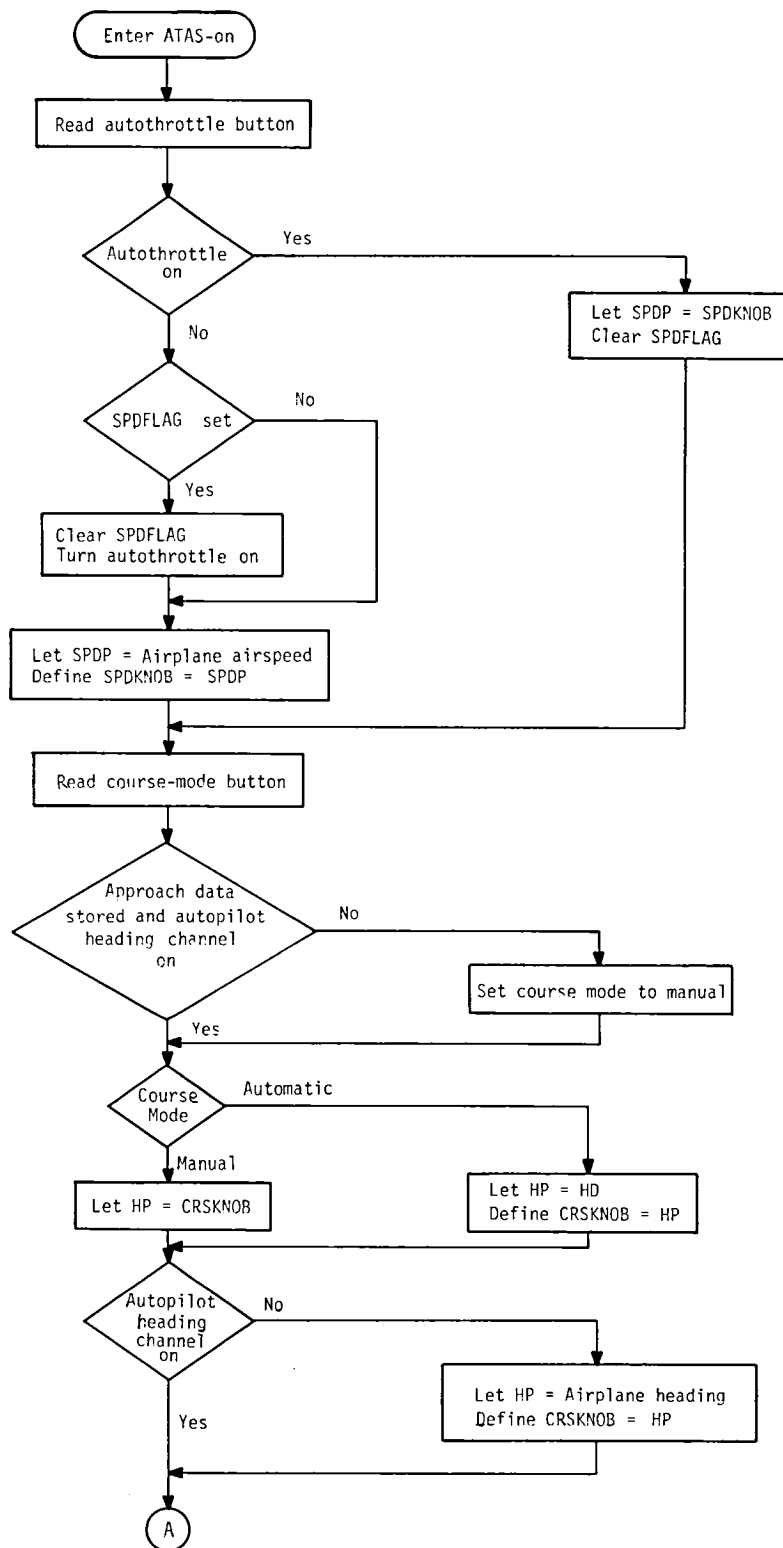 Enter ATAS-on
Read autothrottle button
Autothrottle
on
Yes
Let SPDP = SPDKNOB
Clear SPDFLAG
No
SPDFLAG set
No
Yes
Clear SPDFLAG
Turn autothrottle on
Let SPDP = Airplane airspeed
Define SPDKNOB = SPDP
Read course-mode button
Approach data
stored and autopilot
heading channel
on
No
Set course mode to manual
Yes
Course
Mode
Automatic
Manual
Let HP = CRSKNOB
Let HP = HD
Define CRSKNOB = HP
Autopilot
heading
channel
on
No
Let HP = Airplane heading
Define CRSKNOB = HP
Yes
A